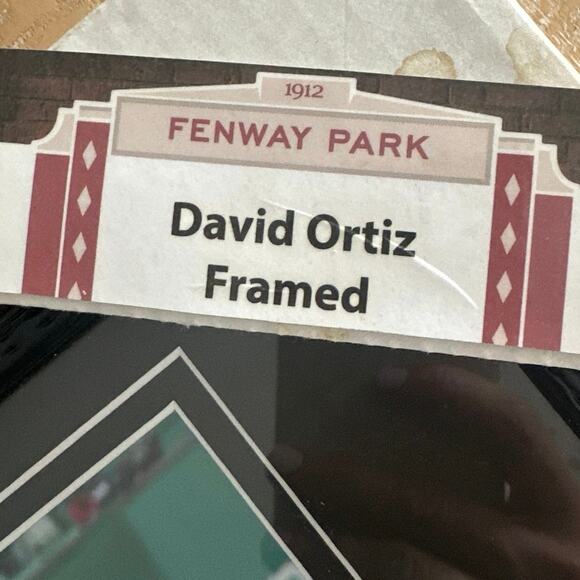 1912
FENWAY PARK
David Ortiz
Framed